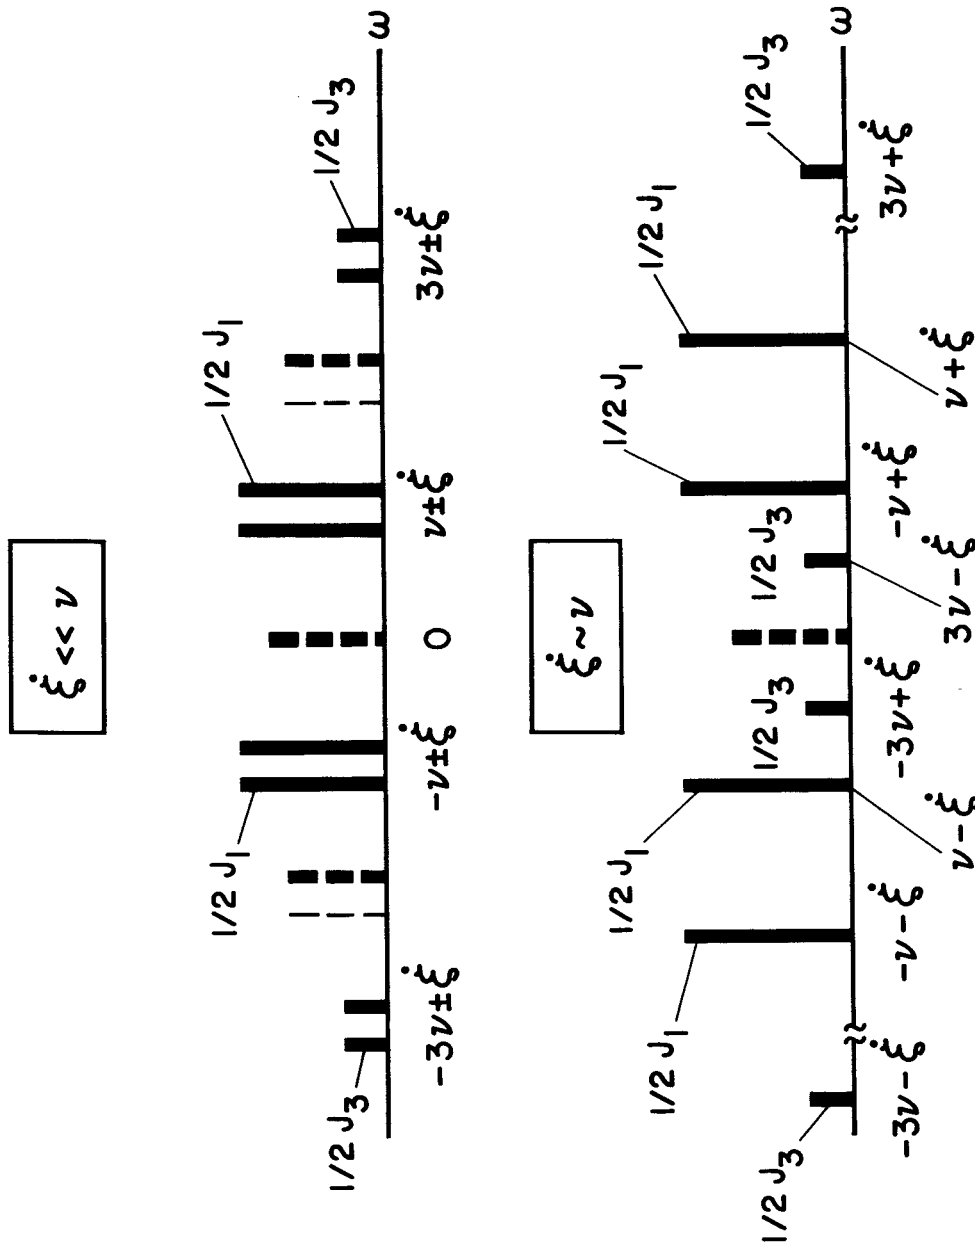 ξ̇ << ν
1/2 J₃
1/2 J₁
1/2 J₁
1/2 J₃
ω
-3ν±ξ̇
-ν±ξ̇
0
ν±ξ̇
3ν±ξ̇
ξ̇ ~ ν
1/2 J₃
1/2 J₁
1/2 J₁
1/2 J₃
1/2 J₃
1/2 J₁
1/2 J₁
1/2 J₃
ω
-3ν-ξ̇
-ν-ξ̇
ν-ξ̇
-3ν+ξ̇
3ν-ξ̇
-ν+ξ̇
ν+ξ̇
3ν+ξ̇